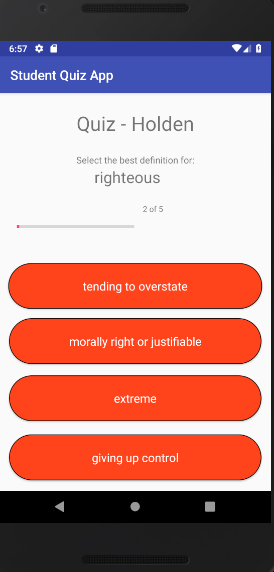 6:57
Student Quiz App
Quiz - Holden
Select the best definition for:
righteous
2 of 5
tending to overstate
morally right or justifiable
extreme
giving up control